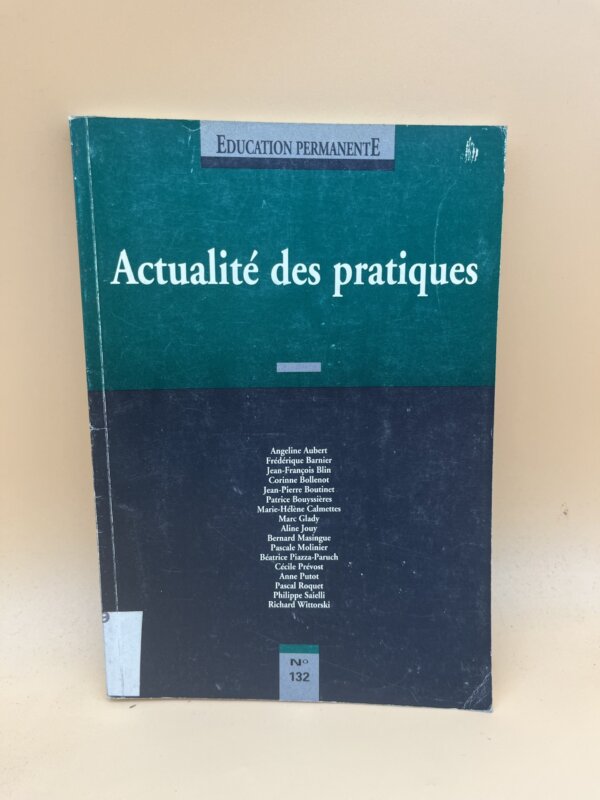 EDUCATION PERMANENTE
Actualité des pratiques
Angeline Aubert
Frédérique Barnier
Jean-François Blin
Corinne Bollenot
Jean-Pierre Boutinet
Patrice Bouyssières
Marie-Hélène Calmettes
Marc Glady
Aline Jouy
Bernard Masingue
Pascale Molinier
Béatrice Piazza-Paruch
Cécile Prévost
Anne Putot
Pascal Roquet
Philippe Saielli
Richard Wittorski
N°
132